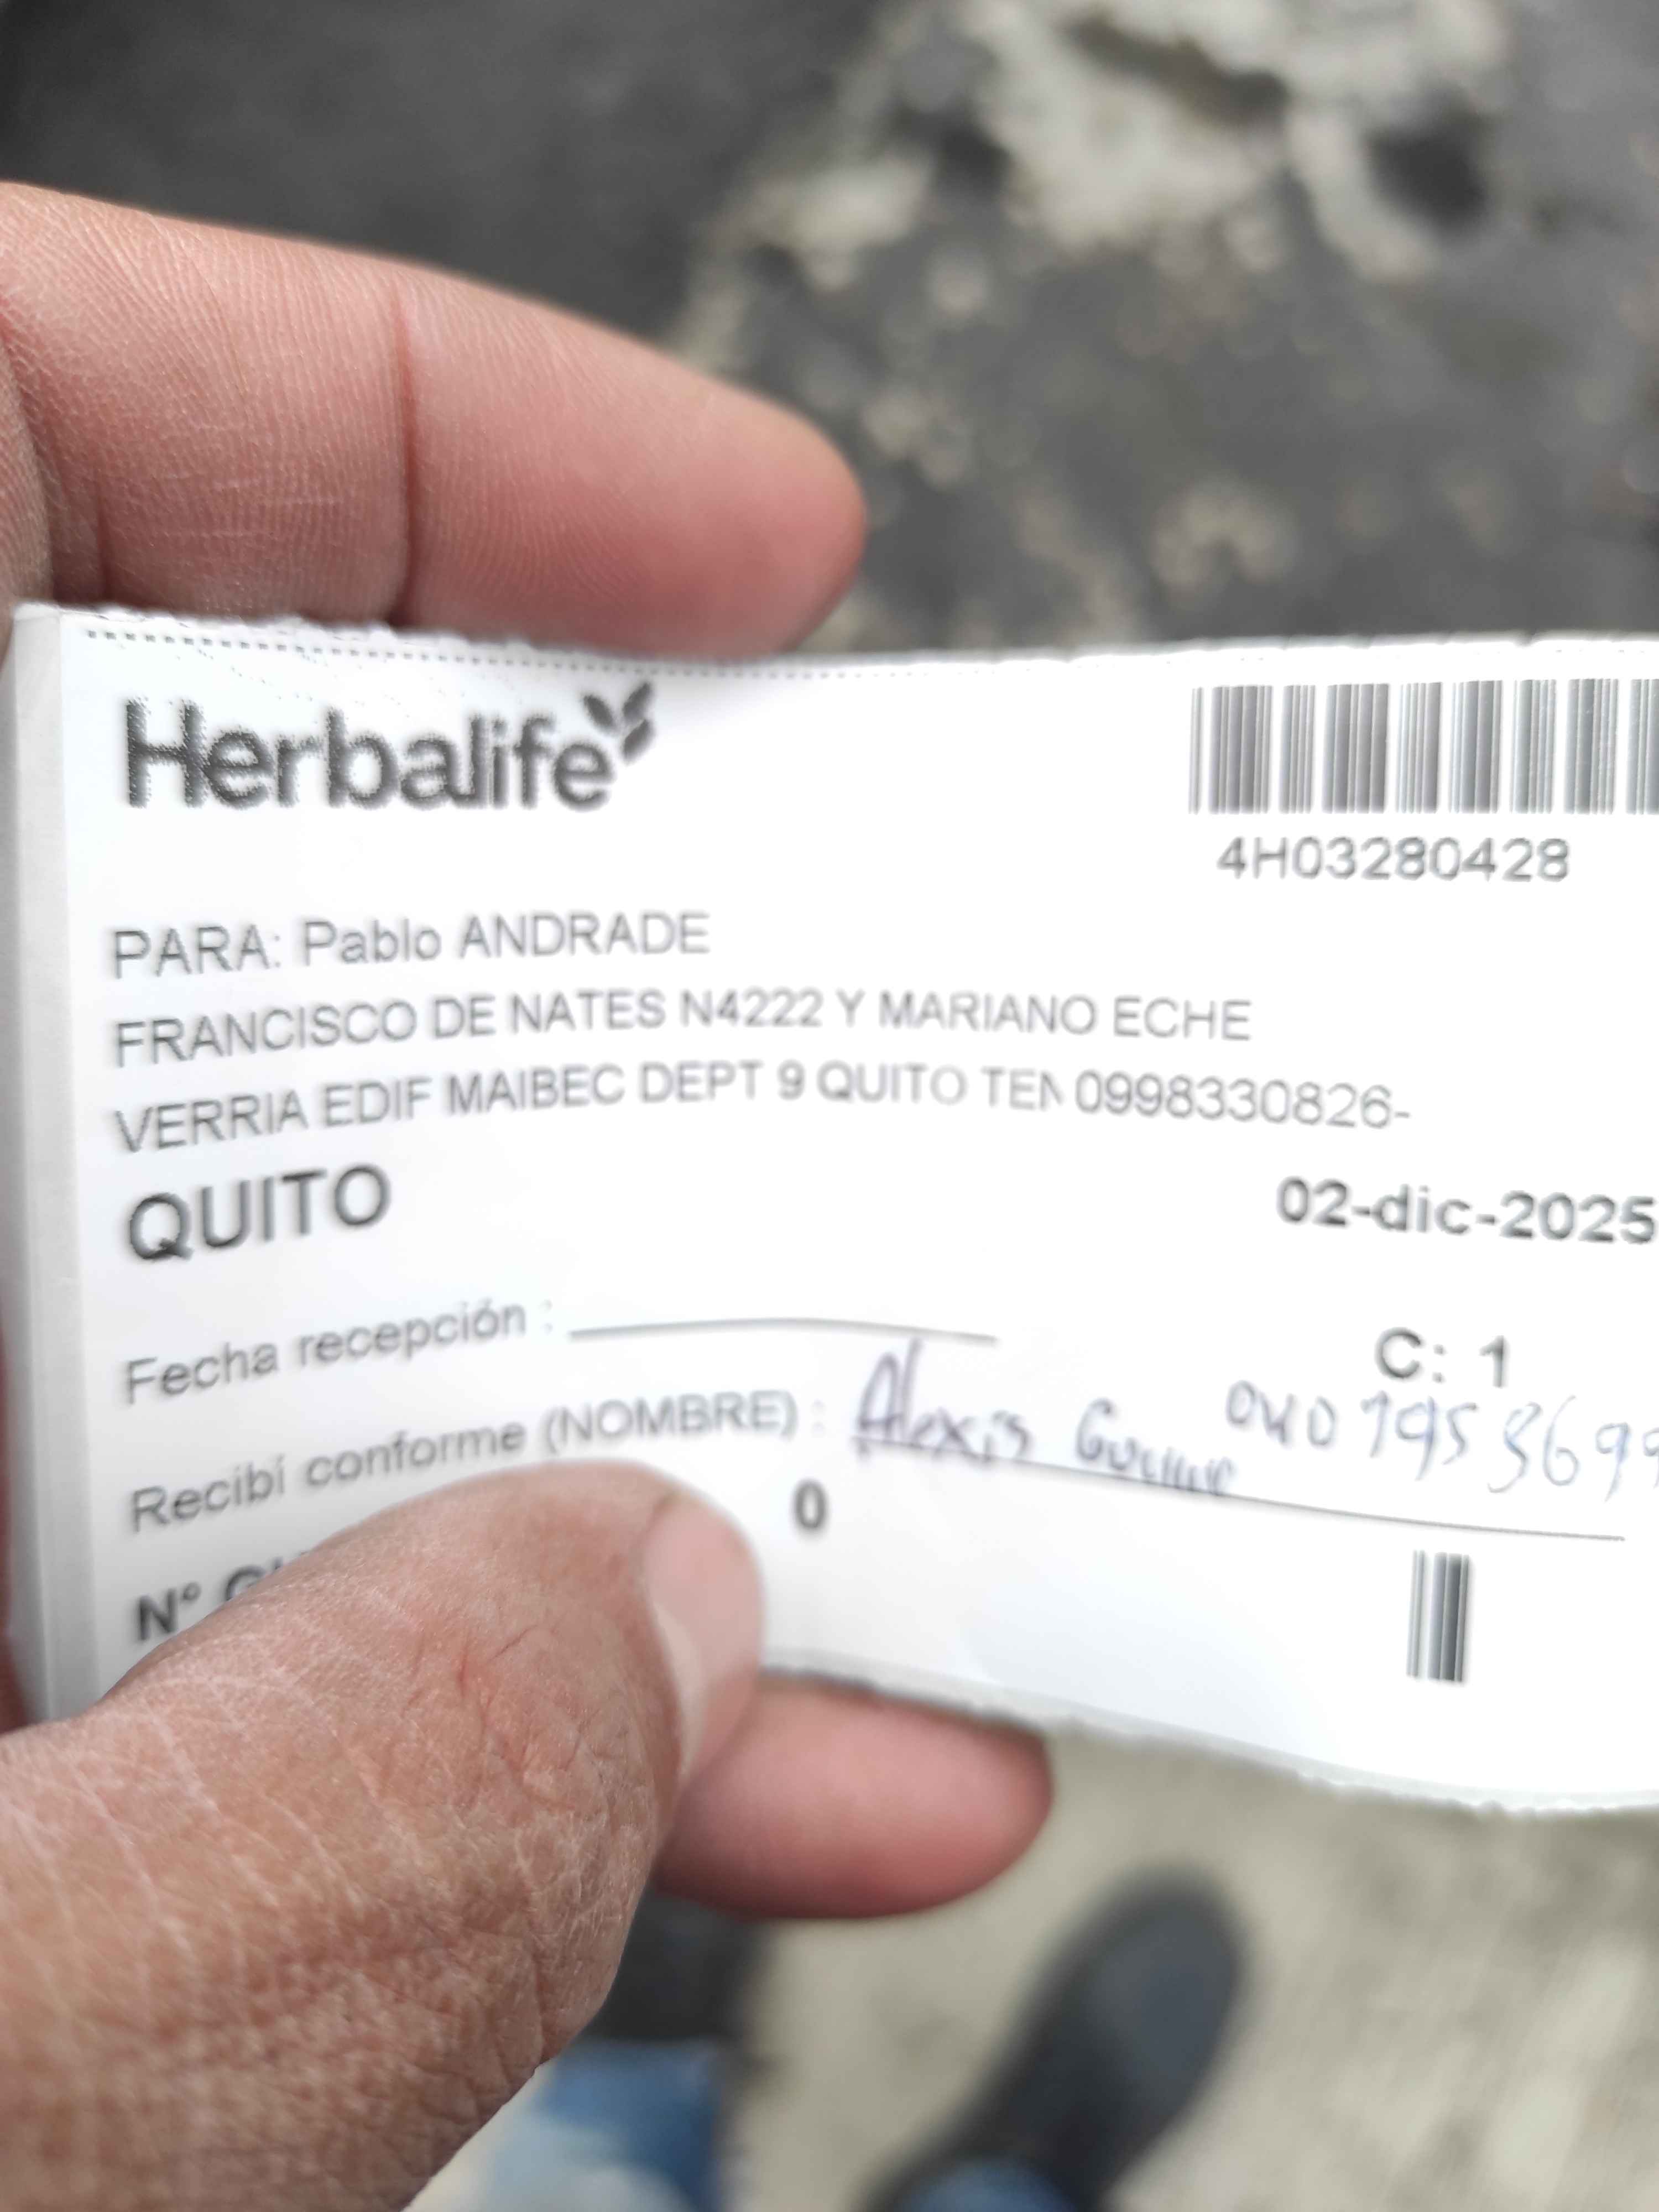 Herbalife
4H03280428
PARA: Pablo ANDRADE
FRANCISCO DE NATES N4222 Y MARIANO ECHE
VERRIA EDIF MAIBEC DEPT 9 QUITO TEN 0998330826-
QUITO
02-dic-2025
Fecha recepción :
C: 1
Recibí conforme (NOMBRE) : Alexis
0
N°